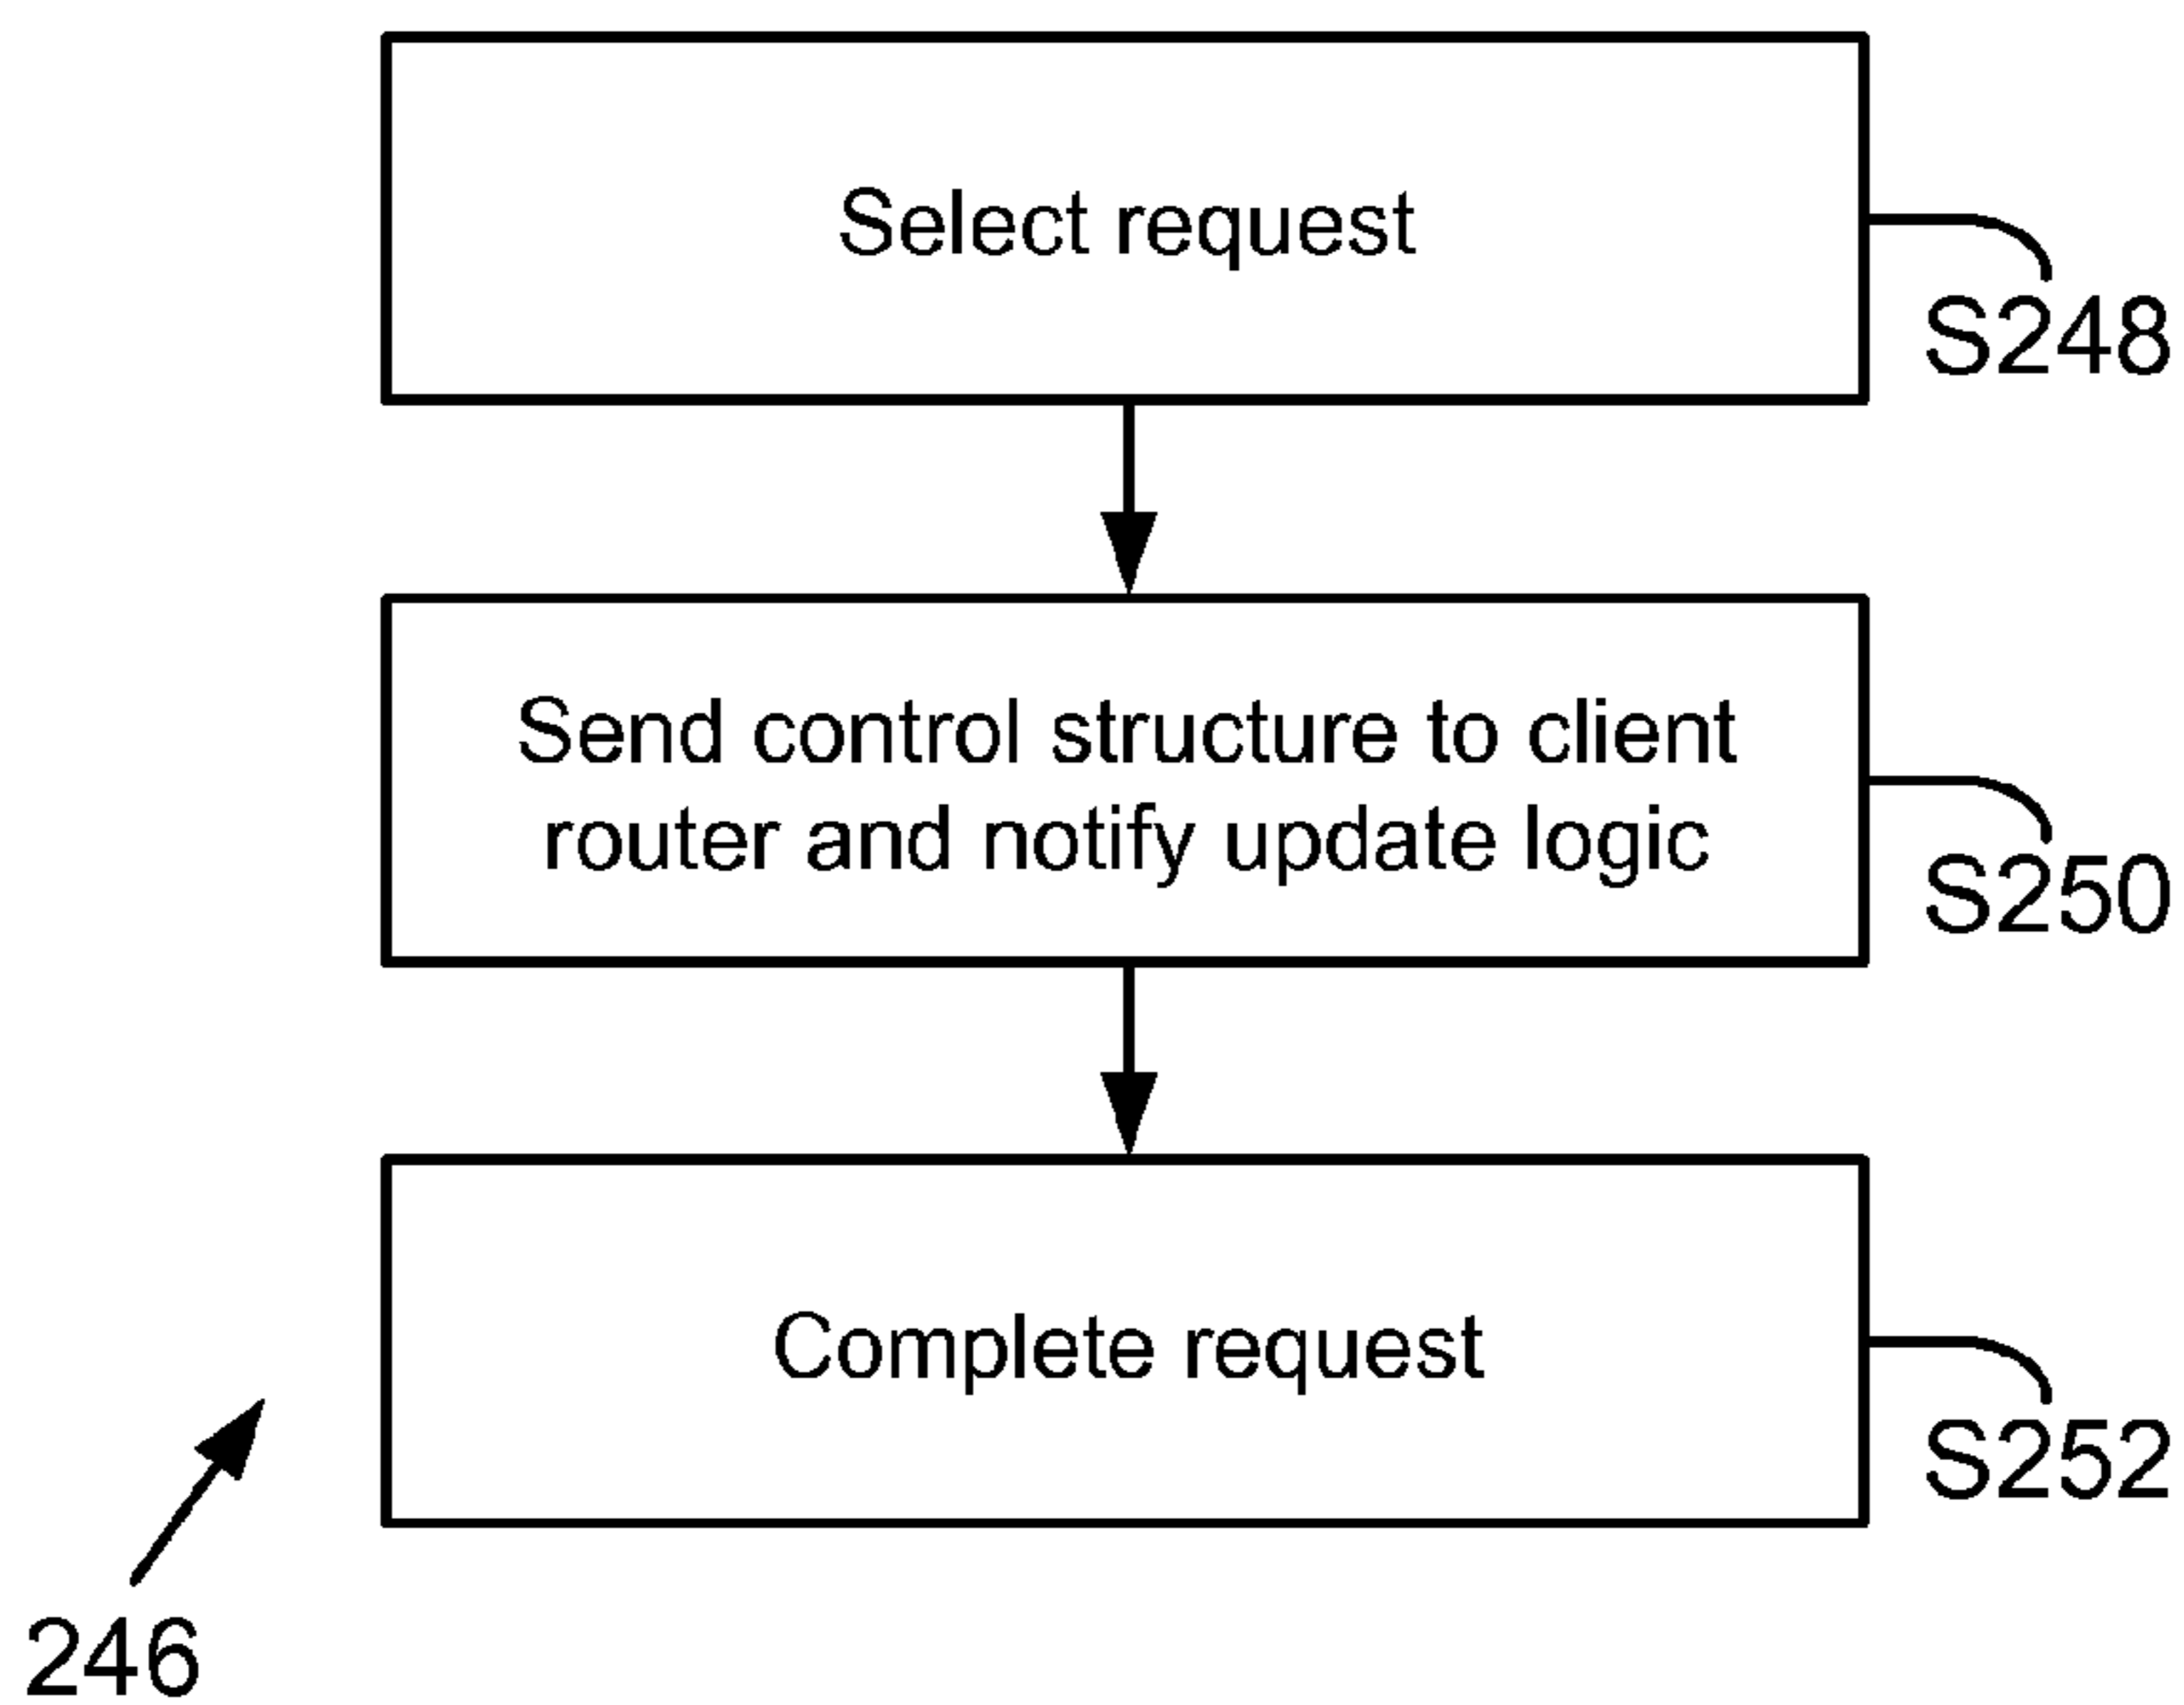 Select request
S248
Send control structure to client
router and notify update logic
S250
Complete request
S252
246